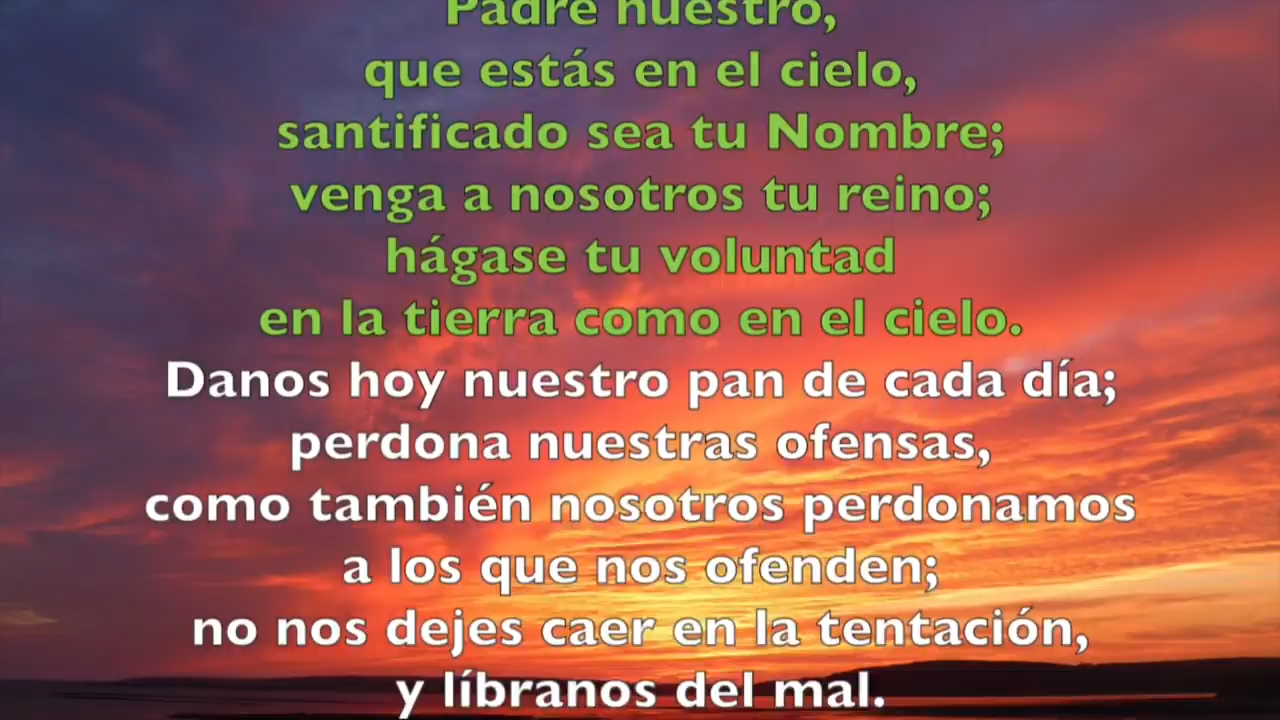 Padre nuestro,
que estás en el cielo,
santificado sea tu Nombre;
venga a nosotros tu reino;
hágase tu voluntad
en la tierra como en el cielo.
Danos hoy nuestro pan de cada día;
perdona nuestras ofensas,
como también nosotros perdonamos
a los que nos ofenden;
no nos dejes caer en la tentación,
y líbranos del mal.